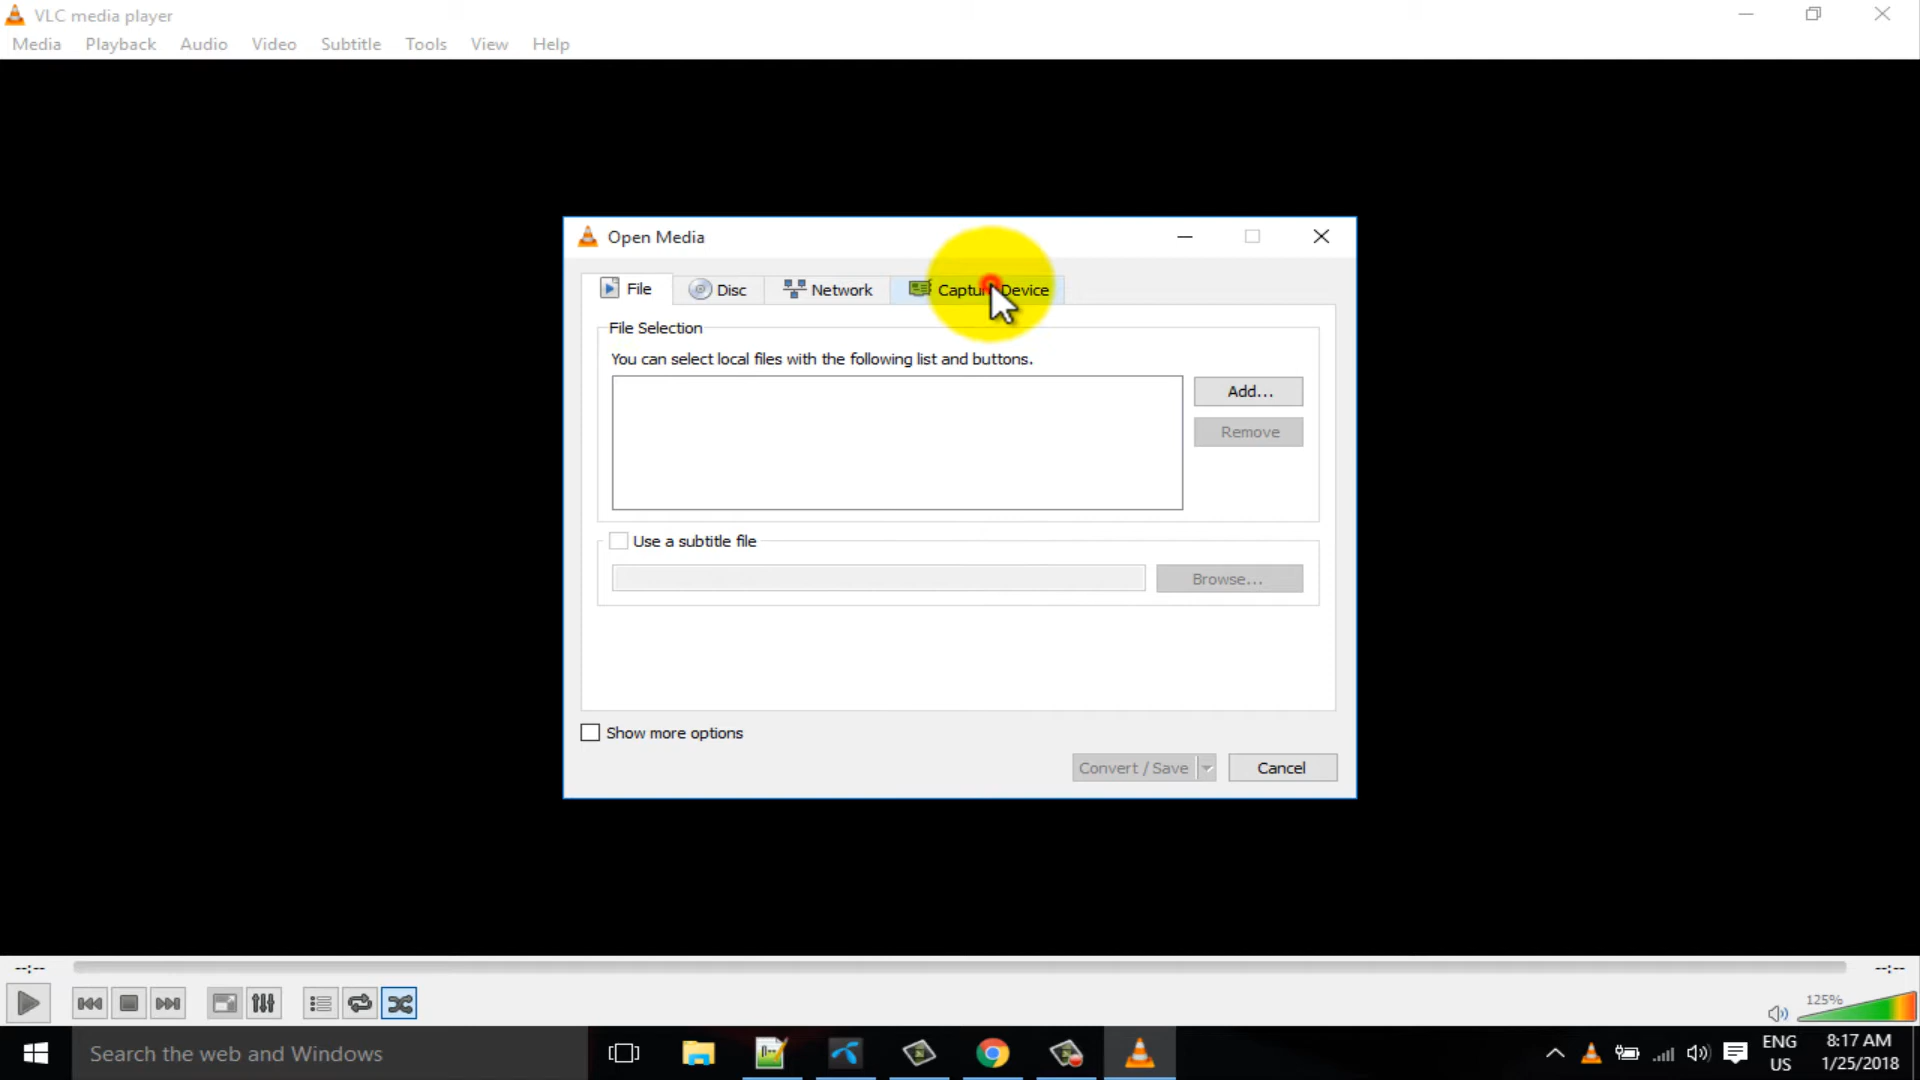 VLC media player
Media Playback Audio Video Subtitle Tools View Help
Open Media
File Disc Network Capture Device
File Selection
You can select local files with the following list and buttons.
Add...
Remove
Use a subtitle file
Browse...
Show more options
Convert / Save Cancel
--:-- --:--
125%
Search the web and Windows
ENG 8:17 AM
US 1/25/2018